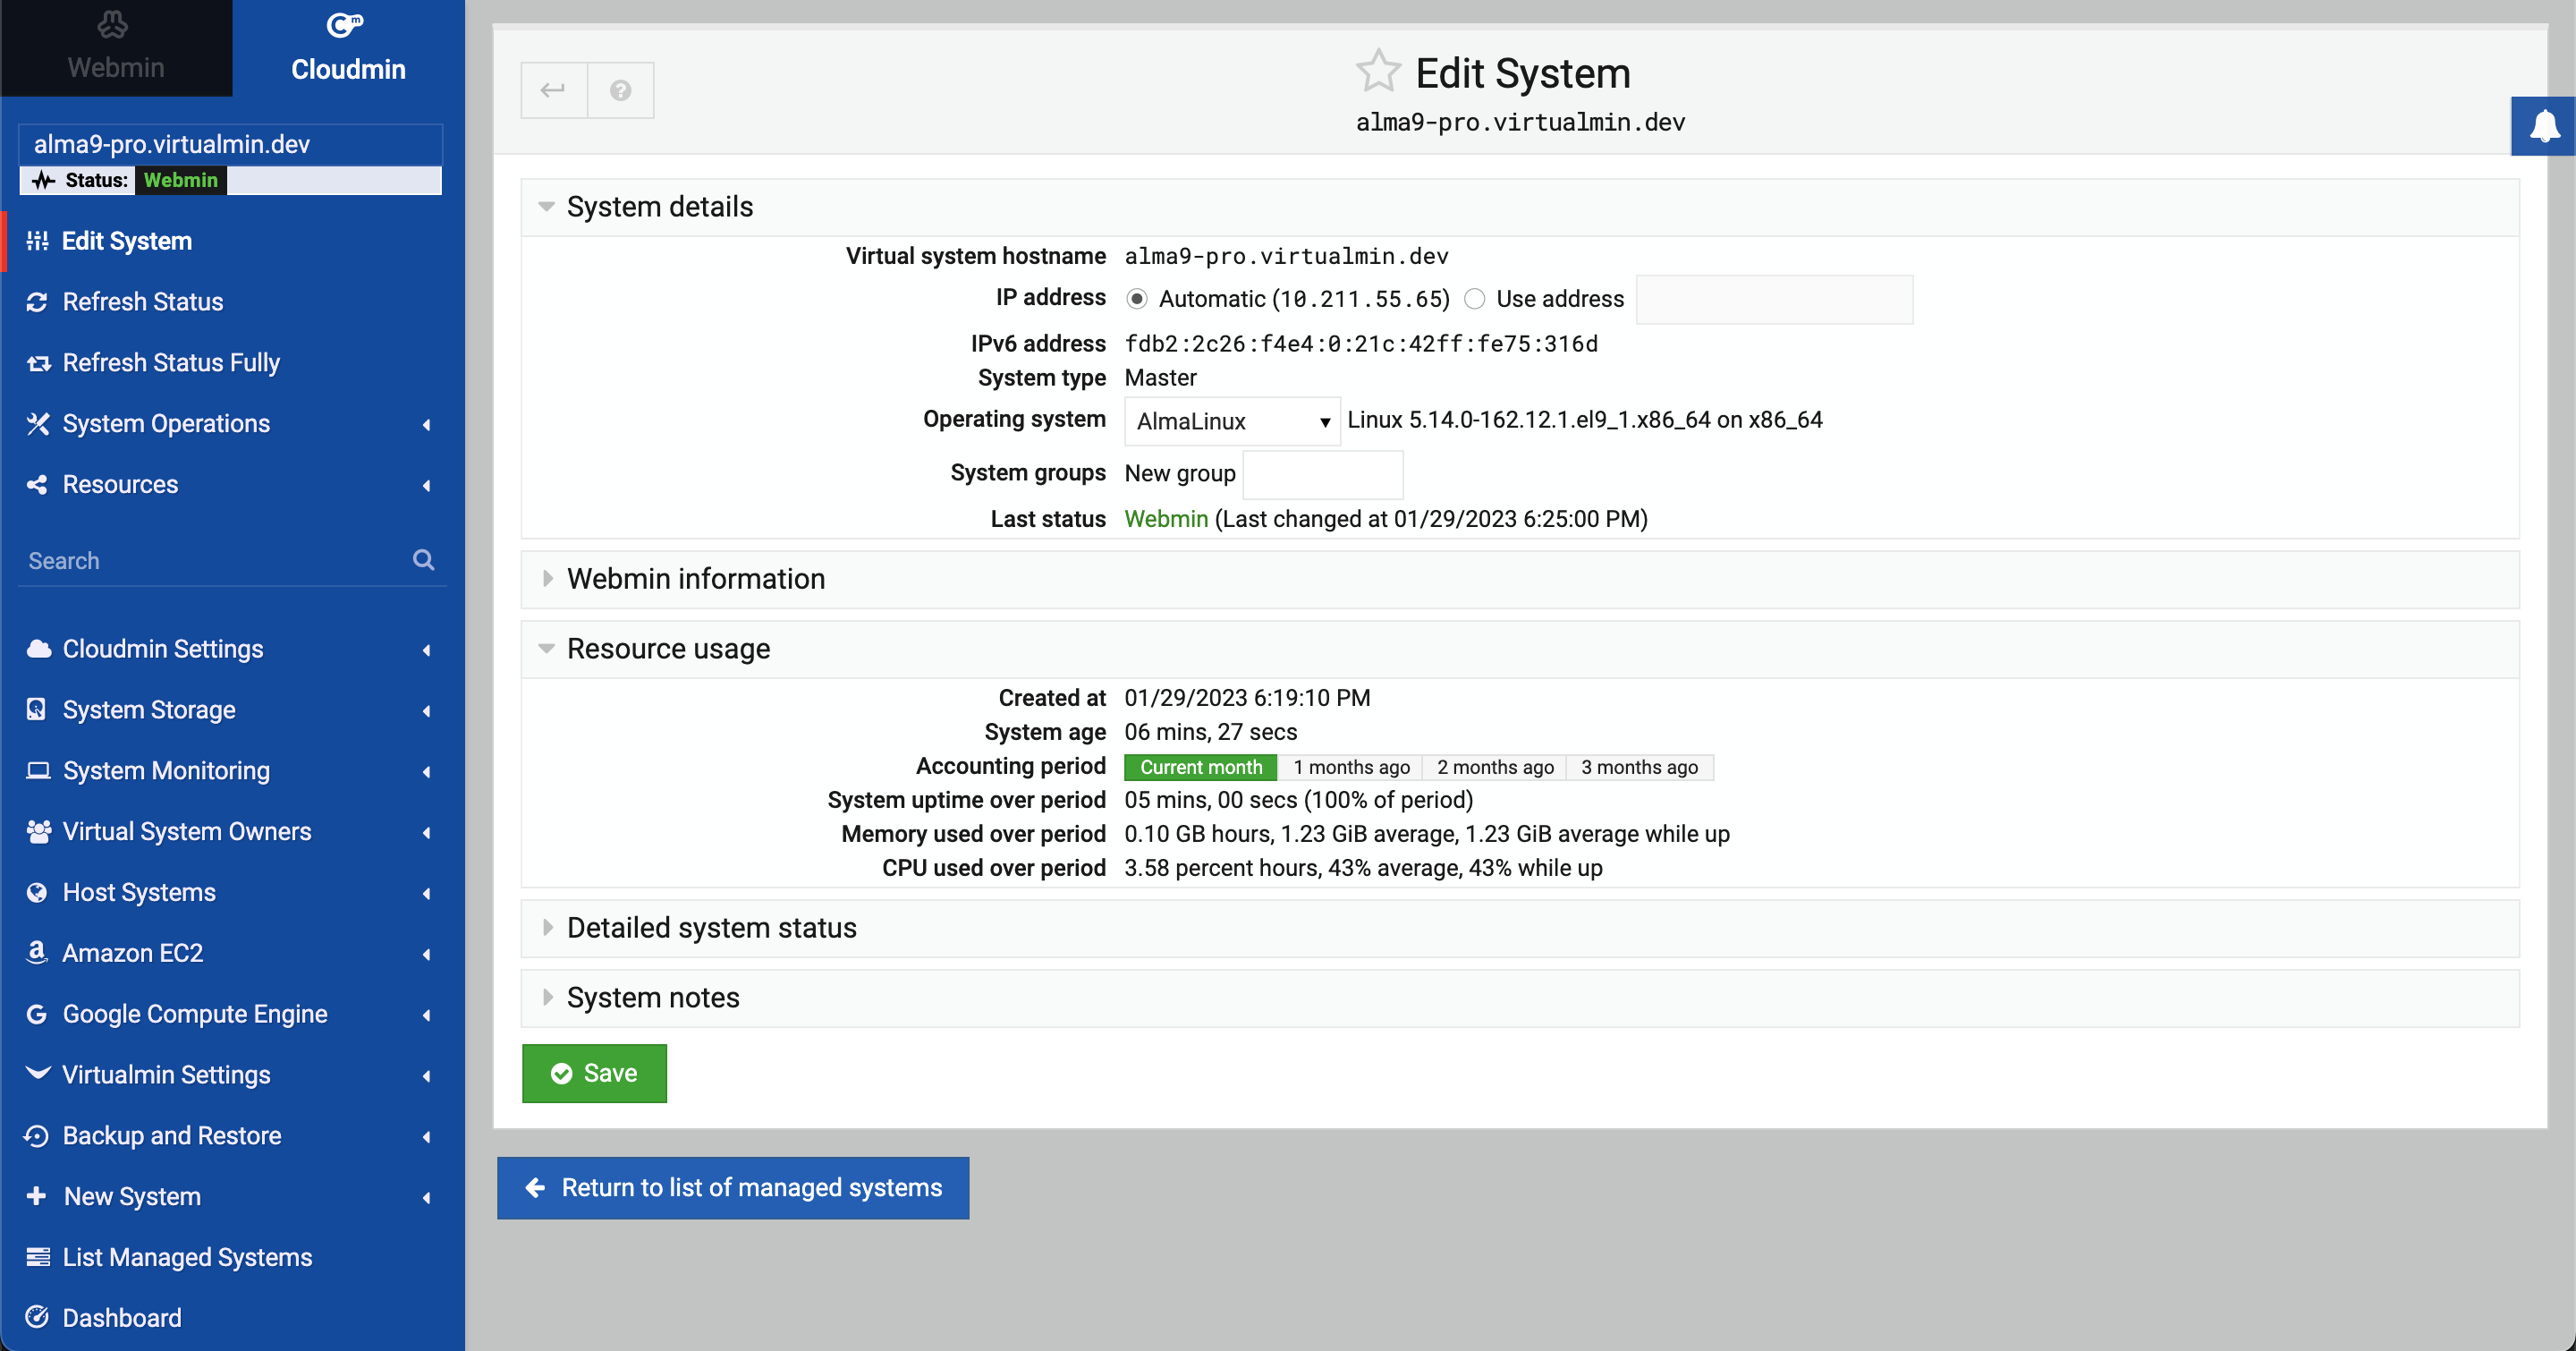 Webmin
Cloudmin
alma9-pro.virtualmin.dev
Status: Webmin
Edit System
Refresh Status
Refresh Status Fully
System Operations
Resources
Search
Cloudmin Settings
System Storage
System Monitoring
Virtual System Owners
Host Systems
Amazon EC2
Google Compute Engine
Virtualmin Settings
Backup and Restore
New System
List Managed Systems
Dashboard
Edit System
alma9-pro.virtualmin.dev
System details
Virtual system hostname alma9-pro.virtualmin.dev
IP address Automatic (10.211.55.65) Use address
IPv6 address fdb2:2c26:f4e4:0:21c:42ff:fe75:316d
System type Master
Operating system AlmaLinux Linux 5.14.0-162.12.1.el9_1.x86_64 on x86_64
System groups New group
Last status Webmin (Last changed at 01/29/2023 6:25:00 PM)
Webmin information
Resource usage
Created at 01/29/2023 6:19:10 PM
System age 06 mins, 27 secs
Accounting period Current month 1 months ago 2 months ago 3 months ago
System uptime over period 05 mins, 00 secs (100% of period)
Memory used over period 0.10 GB hours, 1.23 GiB average, 1.23 GiB average while up
CPU used over period 3.58 percent hours, 43% average, 43% while up
Detailed system status
System notes
Save
Return to list of managed systems